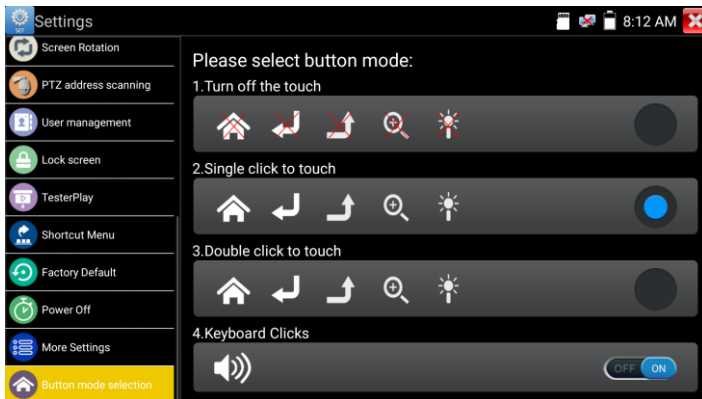 Settings
8:12 AM
SET
Screen Rotation
PTZ address scanning
User management
Lock screen
TesterPlay
Shortcut Menu
Factory Default
Power Off
More Settings
Button mode selection
Please select button mode:
1.Turn off the touch
2.Single click to touch
3.Double click to touch
4.Keyboard Clicks
OFF ON